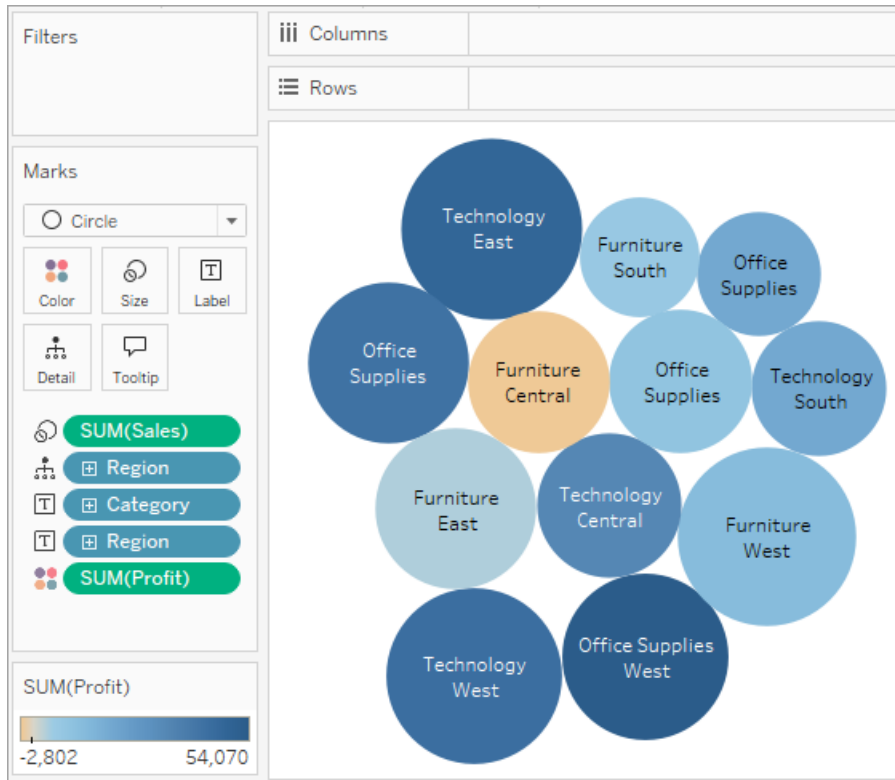 Filters
Columns
Rows
Marks
Circle
Color
Size
Label
Detail
Tooltip
SUM(Sales)
Region
Category
Region
SUM(Profit)
SUM(Profit)
-2,802
54,070
Technology
East
Furniture
South
Office
Supplies
Office
Supplies
Furniture
Central
Office
Supplies
Technology
South
Furniture
East
Technology
Central
Furniture
West
Technology
West
Office Supplies
West